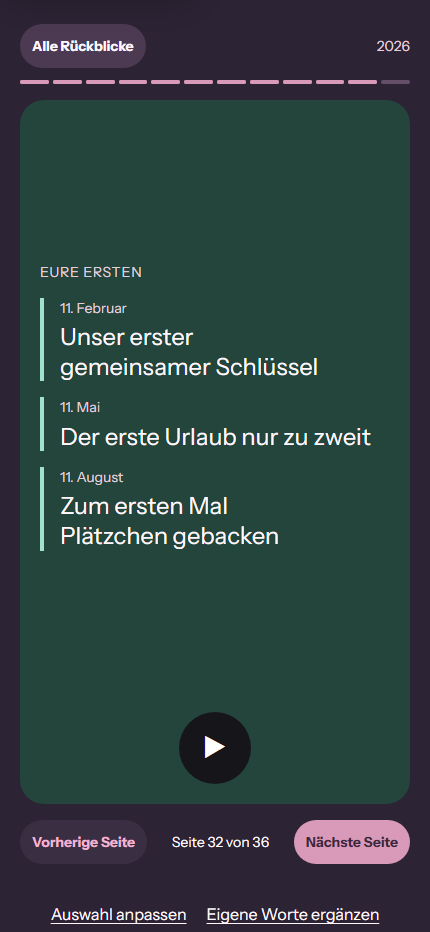 Alle Rückblicke
2026
EURE ERSTEN
11. Februar
Unser erster
gemeinsamer Schlüssel
11. Mai
Der erste Urlaub nur zu zweit
11. August
Zum ersten Mal
Plätzchen gebacken
Vorherige Seite
Seite 32 von 36
Nächste Seite
Auswahl anpassen
Eigene Worte ergänzen